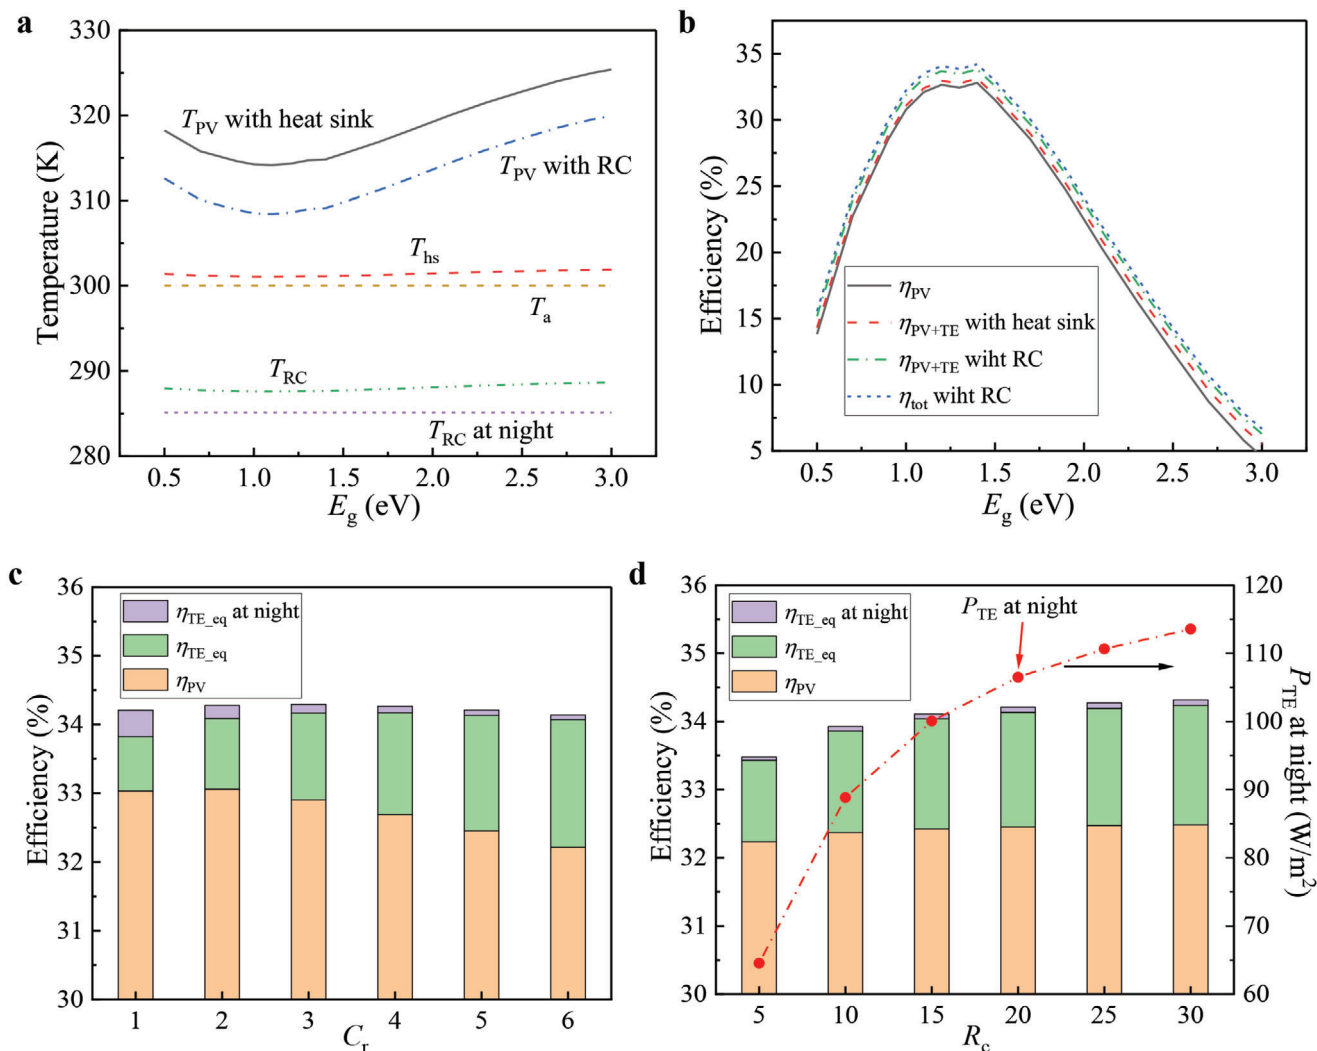 a
330
320
310
300
290
280
0.5 1.0 1.5 2.0 2.5 3.0
Temperature (K)
E_g (eV)
T_PV with heat sink
T_PV with RC
T_hs
T_a
T_RC
T_RC at night
b
35
30
25
20
15
10
5
0.5 1.0 1.5 2.0 2.5 3.0
Efficiency (%)
E_g (eV)
η_PV
η_PV+TE with heat sink
η_PV+TE wiht RC
η_tot wiht RC
c
36
35
34
33
32
31
30
1 2 3 4 5 6
Efficiency (%)
C_r
η_TE_eq at night
η_TE_eq
η_PV
d
36
35
34
33
32
31
30
5 10 15 20 25 30
Efficiency (%)
R_c
η_TE_eq at night
η_TE_eq
η_PV
P_TE at night
120
110
100
90
80
70
60
P_TE at night (W/m²)